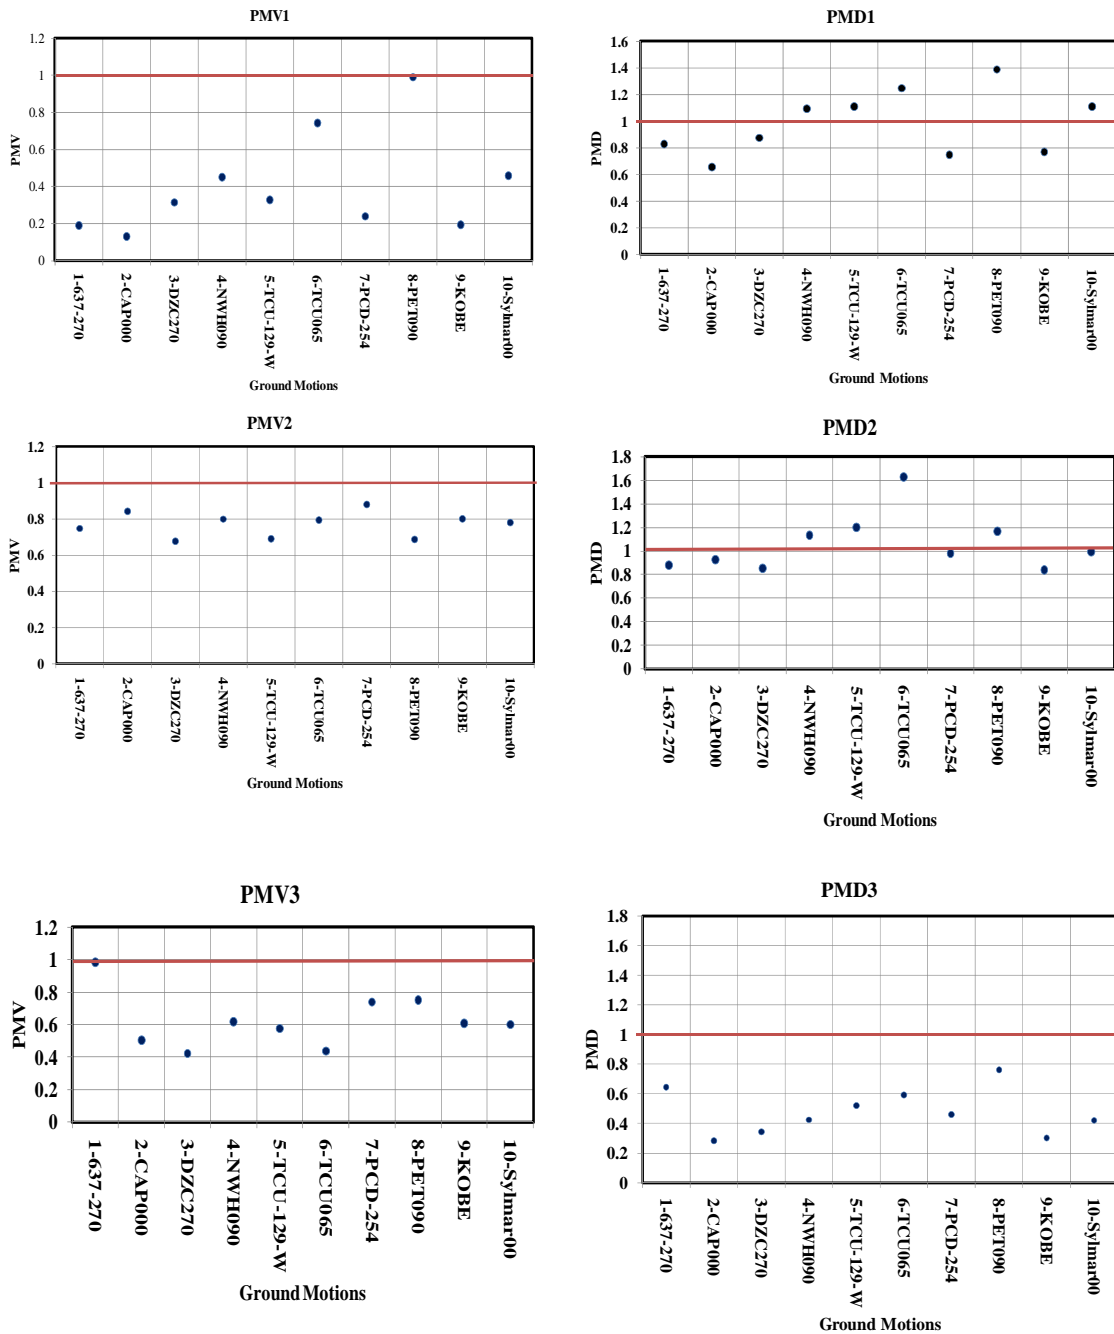 PMV1
1.2
1
0.8
0.6
0.4
0.2
0
PMV
1-637-270
2-CAP000
3-DZC270
4-NWH090
5-TCU-129-W
6-TCU065
7-PCD-254
8-PET090
9-KOBE
10-Sylmar00
Ground Motions
PMD1
1.6
1.4
1.2
1
0.8
0.6
0.4
0.2
0
PMD
1-637-270
2-CAP000
3-DZC270
4-NWH090
5-TCU-129-W
6-TCU065
7-PCD-254
8-PET090
9-KOBE
10-Sylmar00
Ground Motions
PMV2
1.2
1
0.8
0.6
0.4
0.2
0
PMV
1-637-270
2-CAP000
3-DZC270
4-NWH090
5-TCU-129-W
6-TCU065
7-PCD-254
8-PET090
9-KOBE
10-Sylmar00
Ground Motions
PMD2
1.8
1.6
1.4
1.2
1
0.8
0.6
0.4
0.2
0
PMD
1-637-270
2-CAP000
3-DZC270
4-NWH090
5-TCU-129-W
6-TCU065
7-PCD-254
8-PET090
9-KOBE
10-Sylmar00
Ground Motions
PMV3
1.2
1
0.8
0.6
0.4
0.2
0
PMV
1-637-270
2-CAP000
3-DZC270
4-NWH090
5-TCU-129-W
6-TCU065
7-PCD-254
8-PET090
9-KOBE
10-Sylmar00
Ground Motions
PMD3
1.8
1.6
1.4
1.2
1
0.8
0.6
0.4
0.2
0
PMD
1-637-270
2-CAP000
3-DZC270
4-NWH090
5-TCU-129-W
6-TCU065
7-PCD-254
8-PET090
9-KOBE
10-Sylmar00
Ground Motions